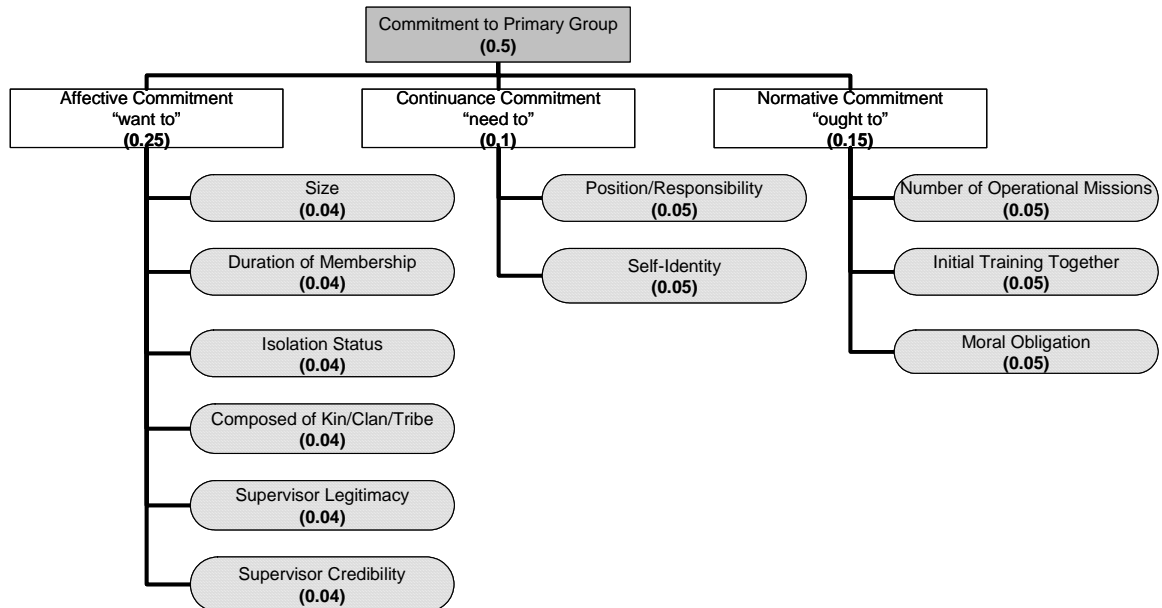 Commitment to Primary Group
(0.5)
Affective Commitment
“want to”
(0.25)
Continuance Commitment
“need to”
(0.1)
Normative Commitment
“ought to”
(0.15)
Size
(0.04)
Duration of Membership
(0.04)
Isolation Status
(0.04)
Composed of Kin/Clan/Tribe
(0.04)
Supervisor Legitimacy
(0.04)
Supervisor Credibility
(0.04)
Position/Responsibility
(0.05)
Self-Identity
(0.05)
Number of Operational Missions
(0.05)
Initial Training Together
(0.05)
Moral Obligation
(0.05)